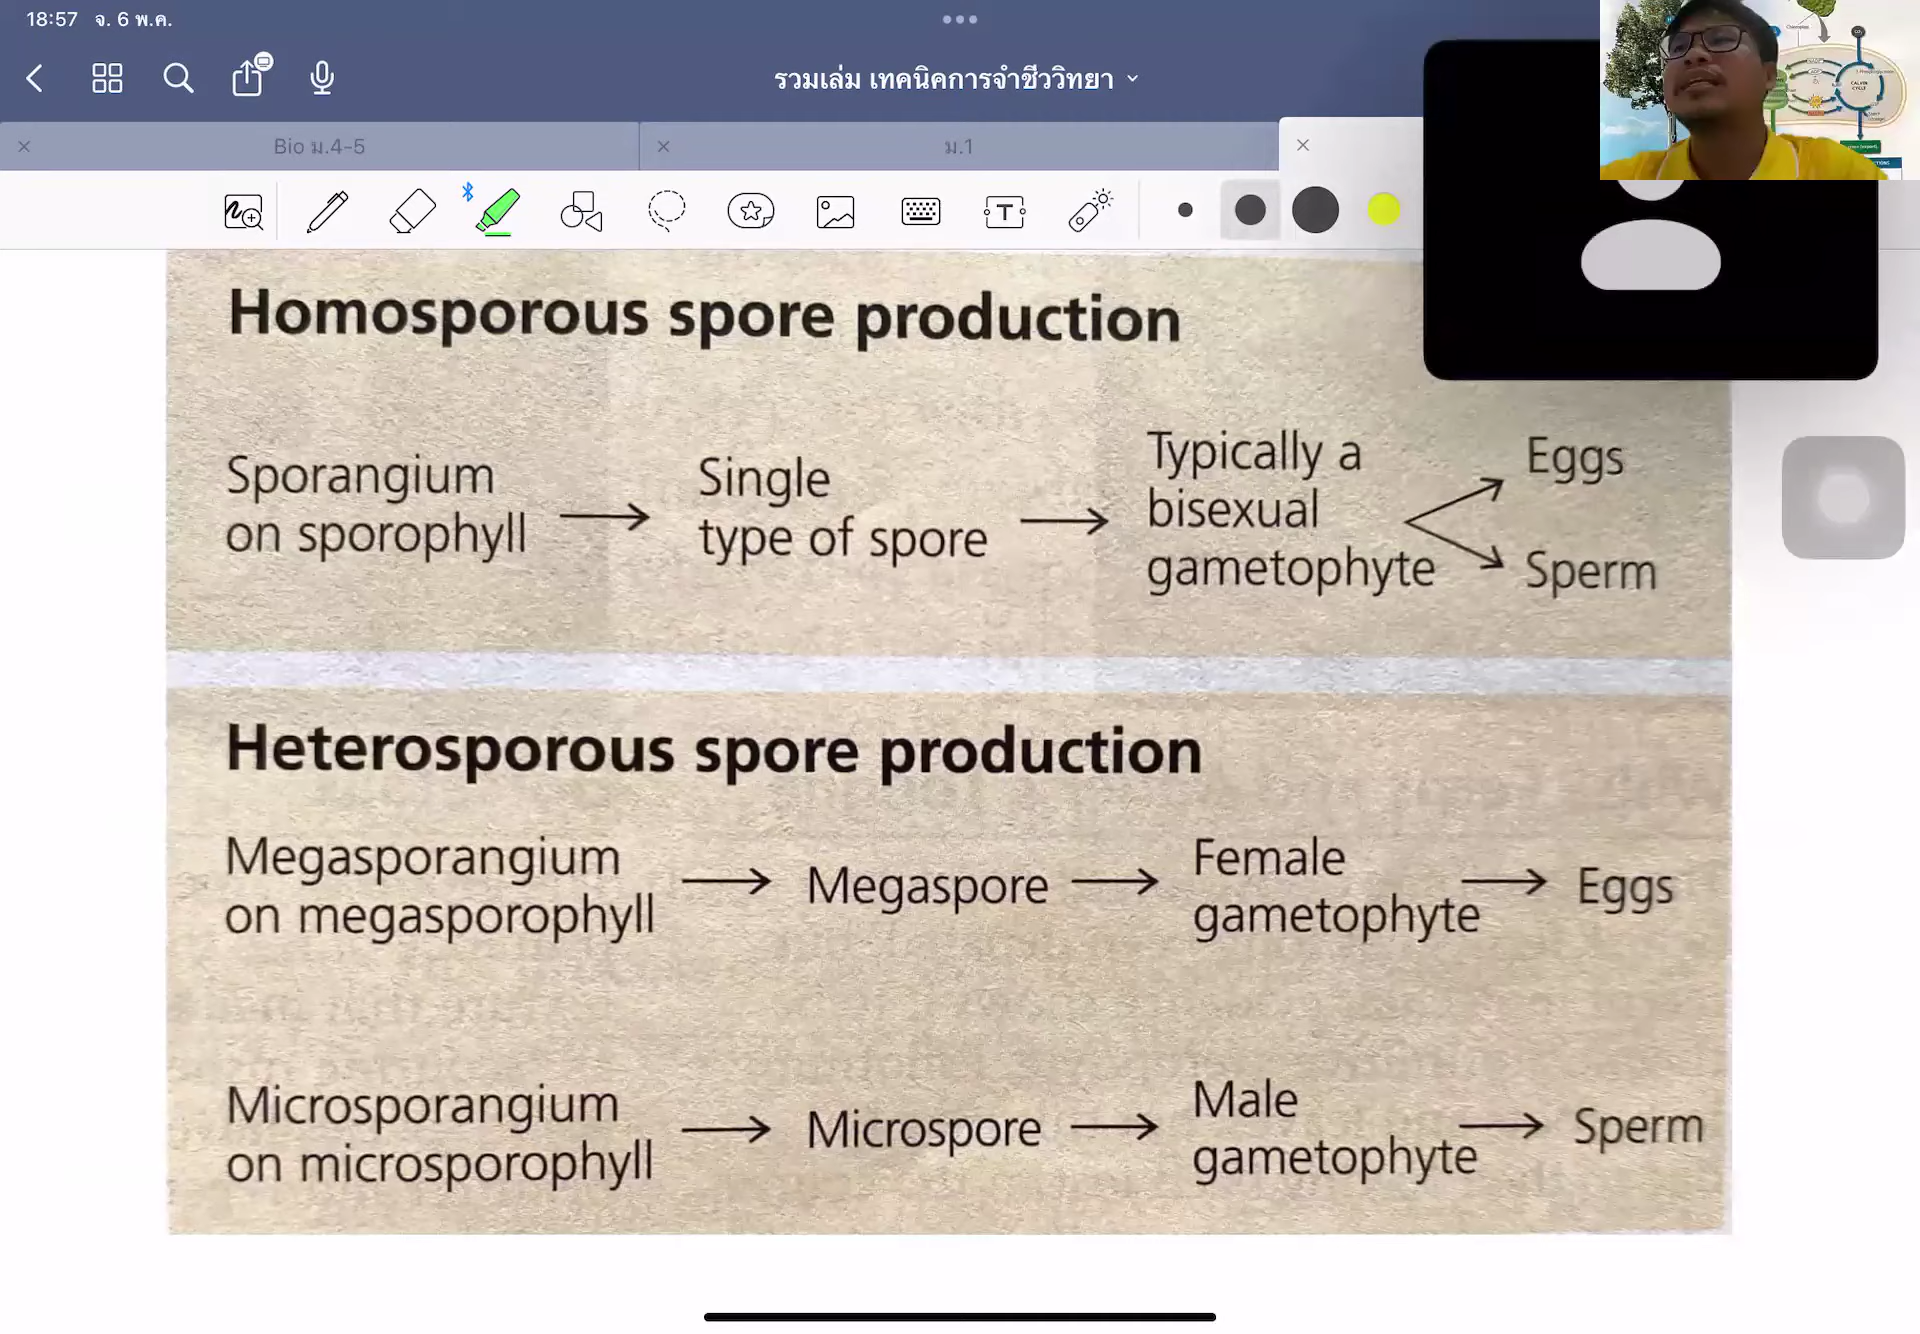 18:57 จ. 6 พ.ค.
รวมเล่ม เทคนิคการจำชีววิทยา
Bio ม.4-5
ม.1
Homosporous spore production
Sporangium
on sporophyll
Single
type of spore
Typically a
bisexual
gametophyte
Eggs
Sperm
Heterosporous spore production
Megasporangium
on megasporophyll
Megaspore
Female
gametophyte
Eggs
Microsporangium
on microsporophyll
Microspore
Male
gametophyte
Sperm
CALVIN
CYCLE